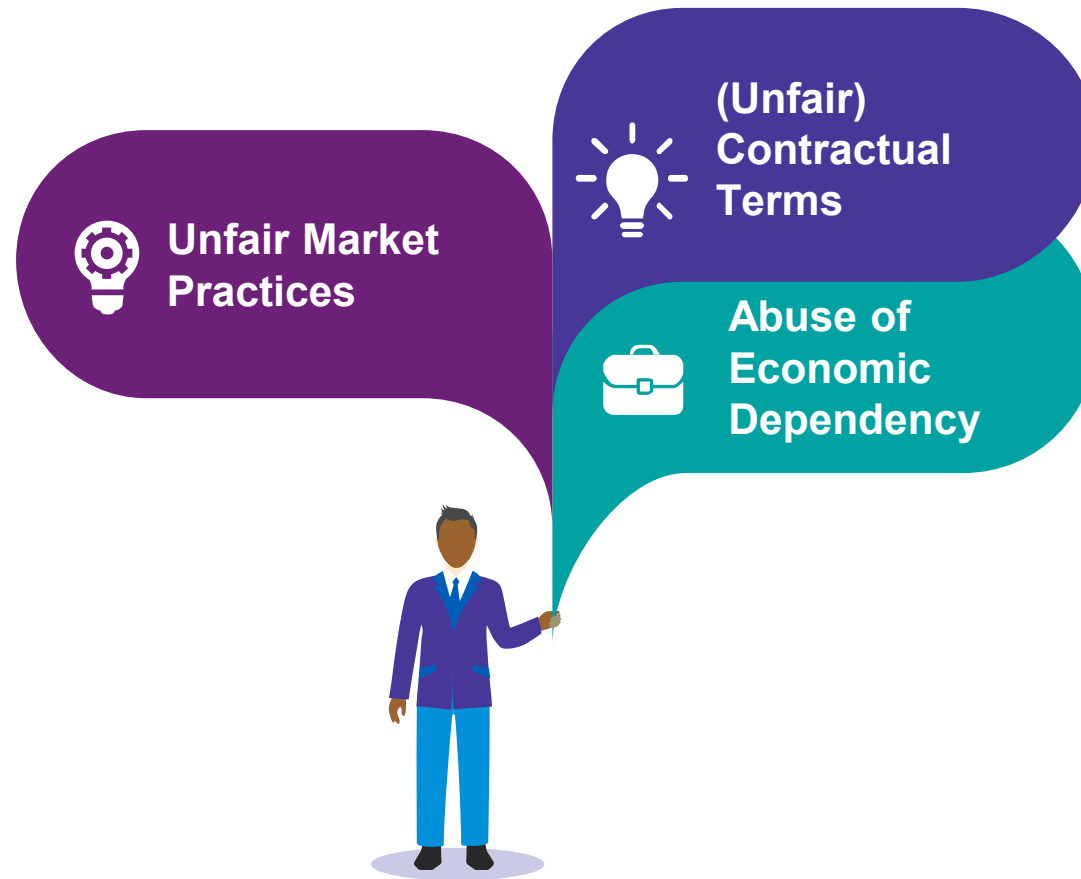 Unfair Market
Practices
(Unfair)
Contractual
Terms
Abuse of
Economic
Dependency